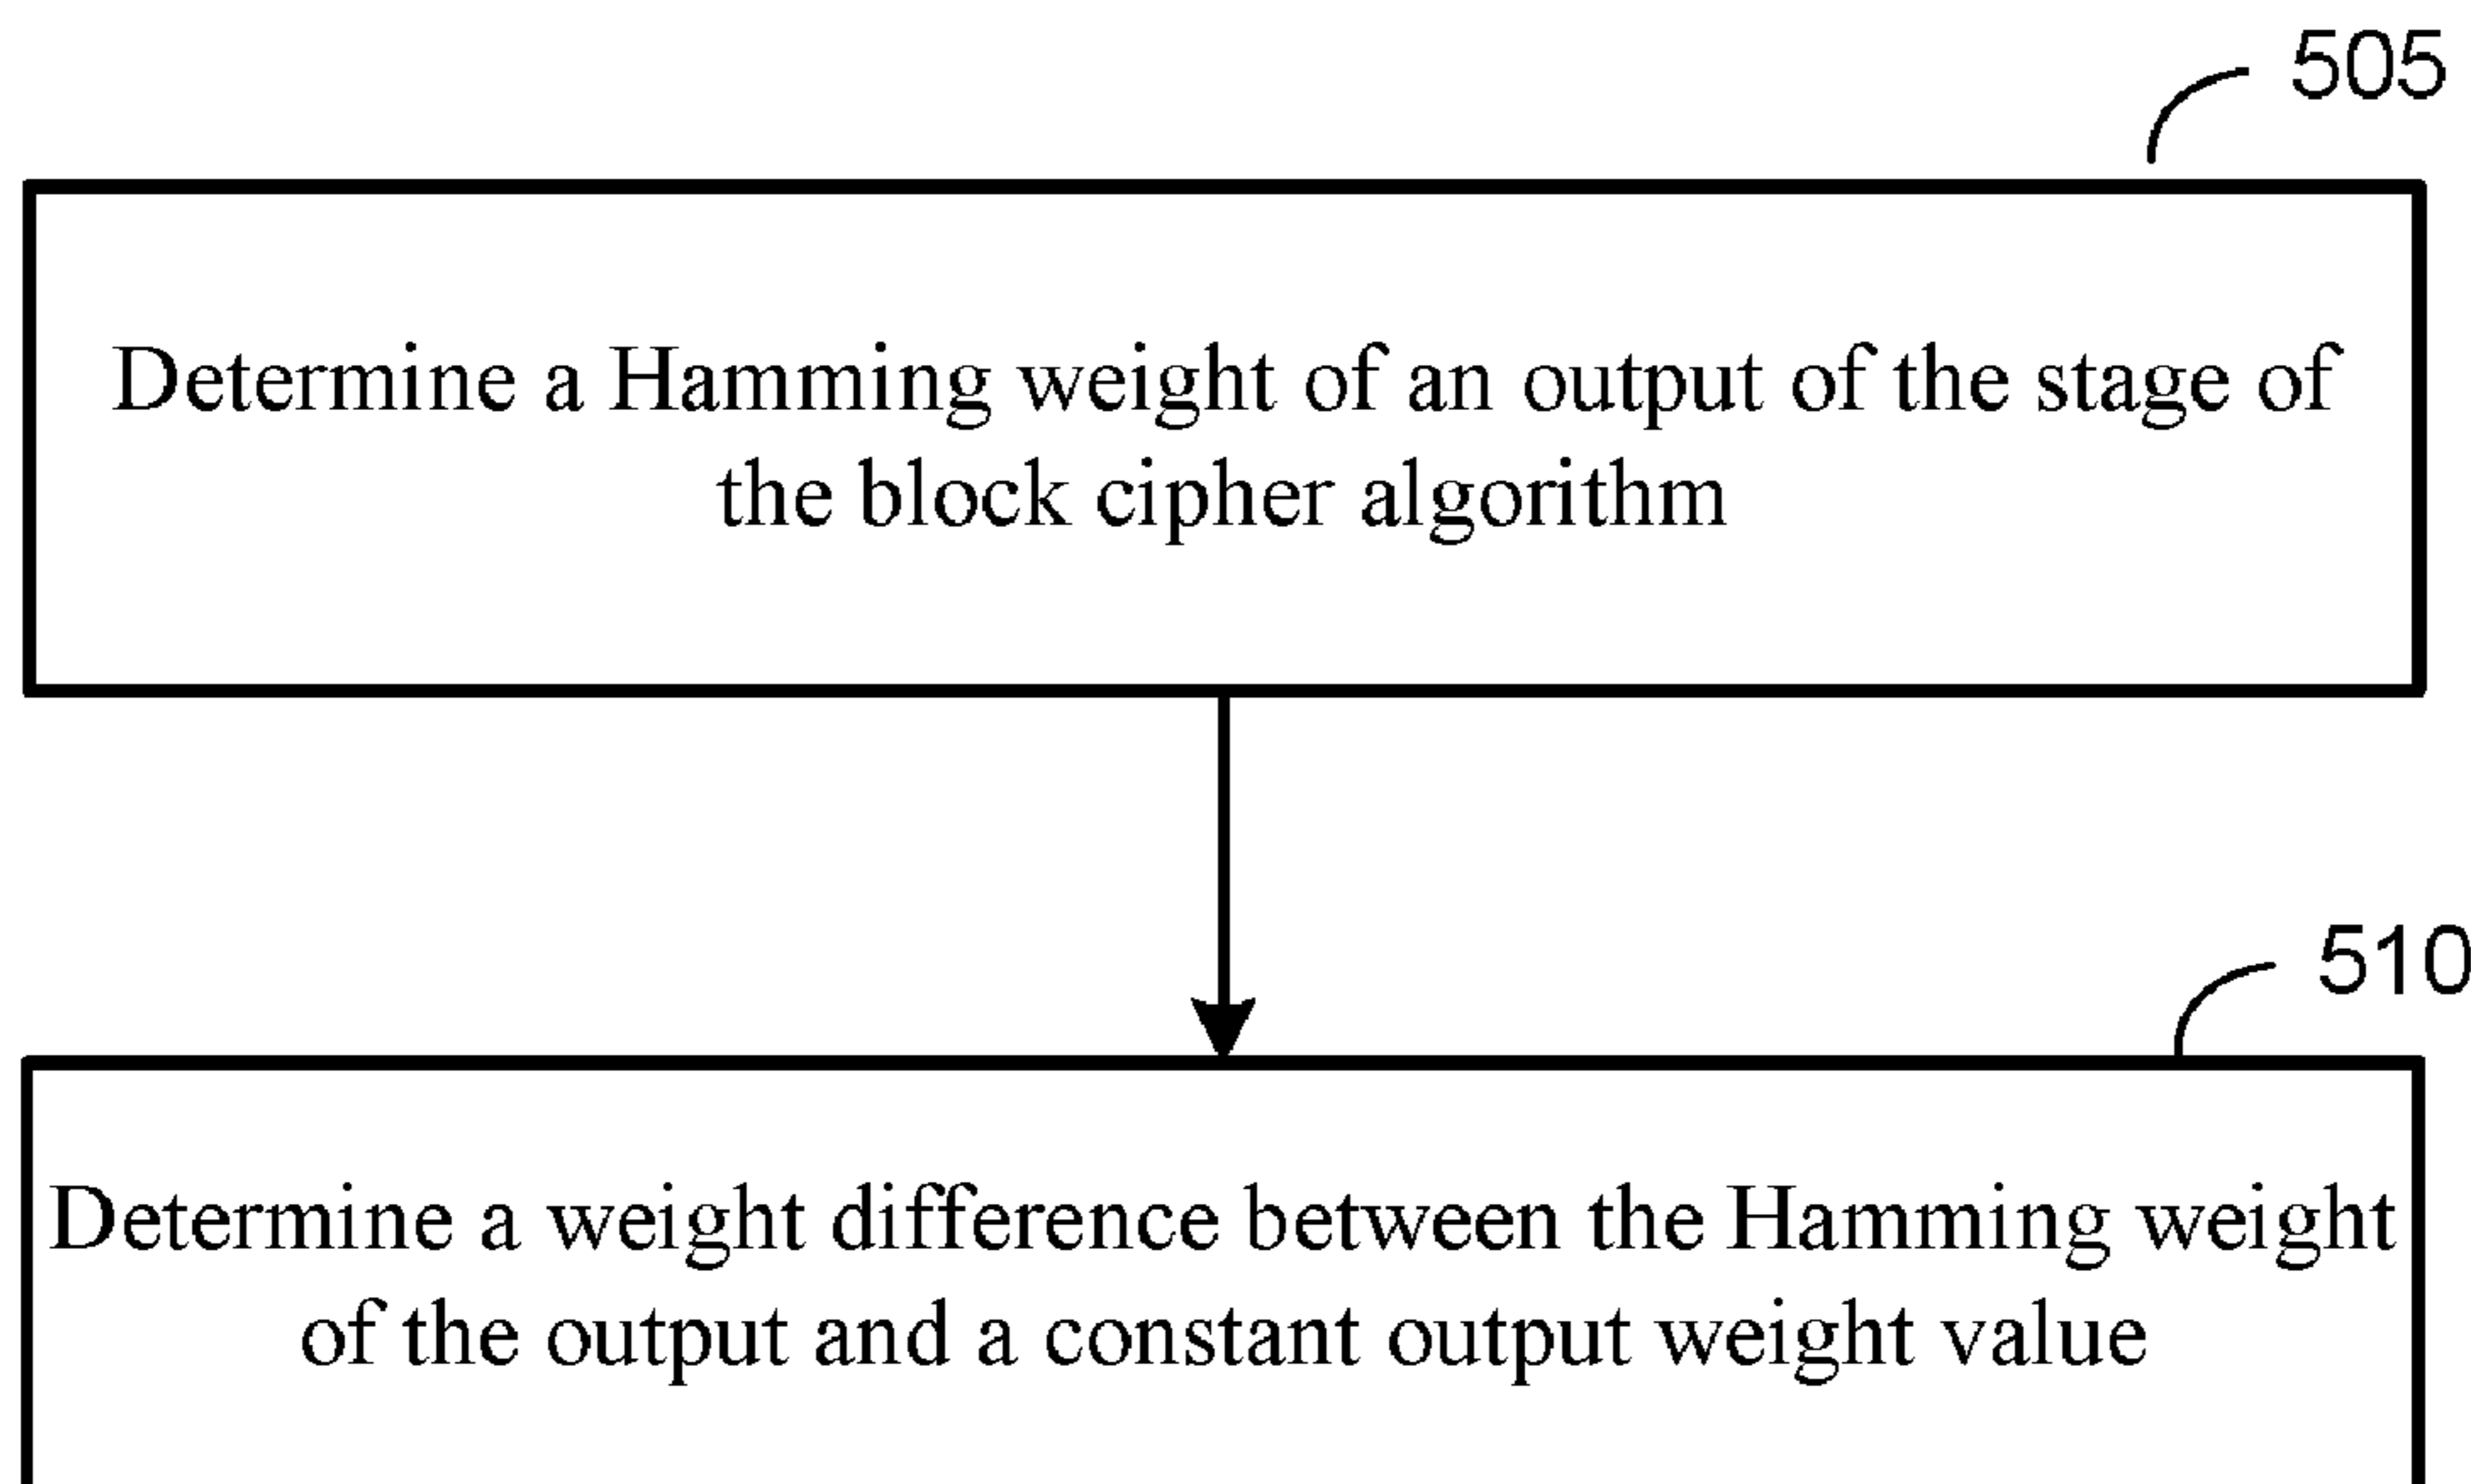 505
Determine a Hamming weight of an output of the stage of
the block cipher algorithm
510
Determine a weight difference between the Hamming weight
of the output and a constant output weight value